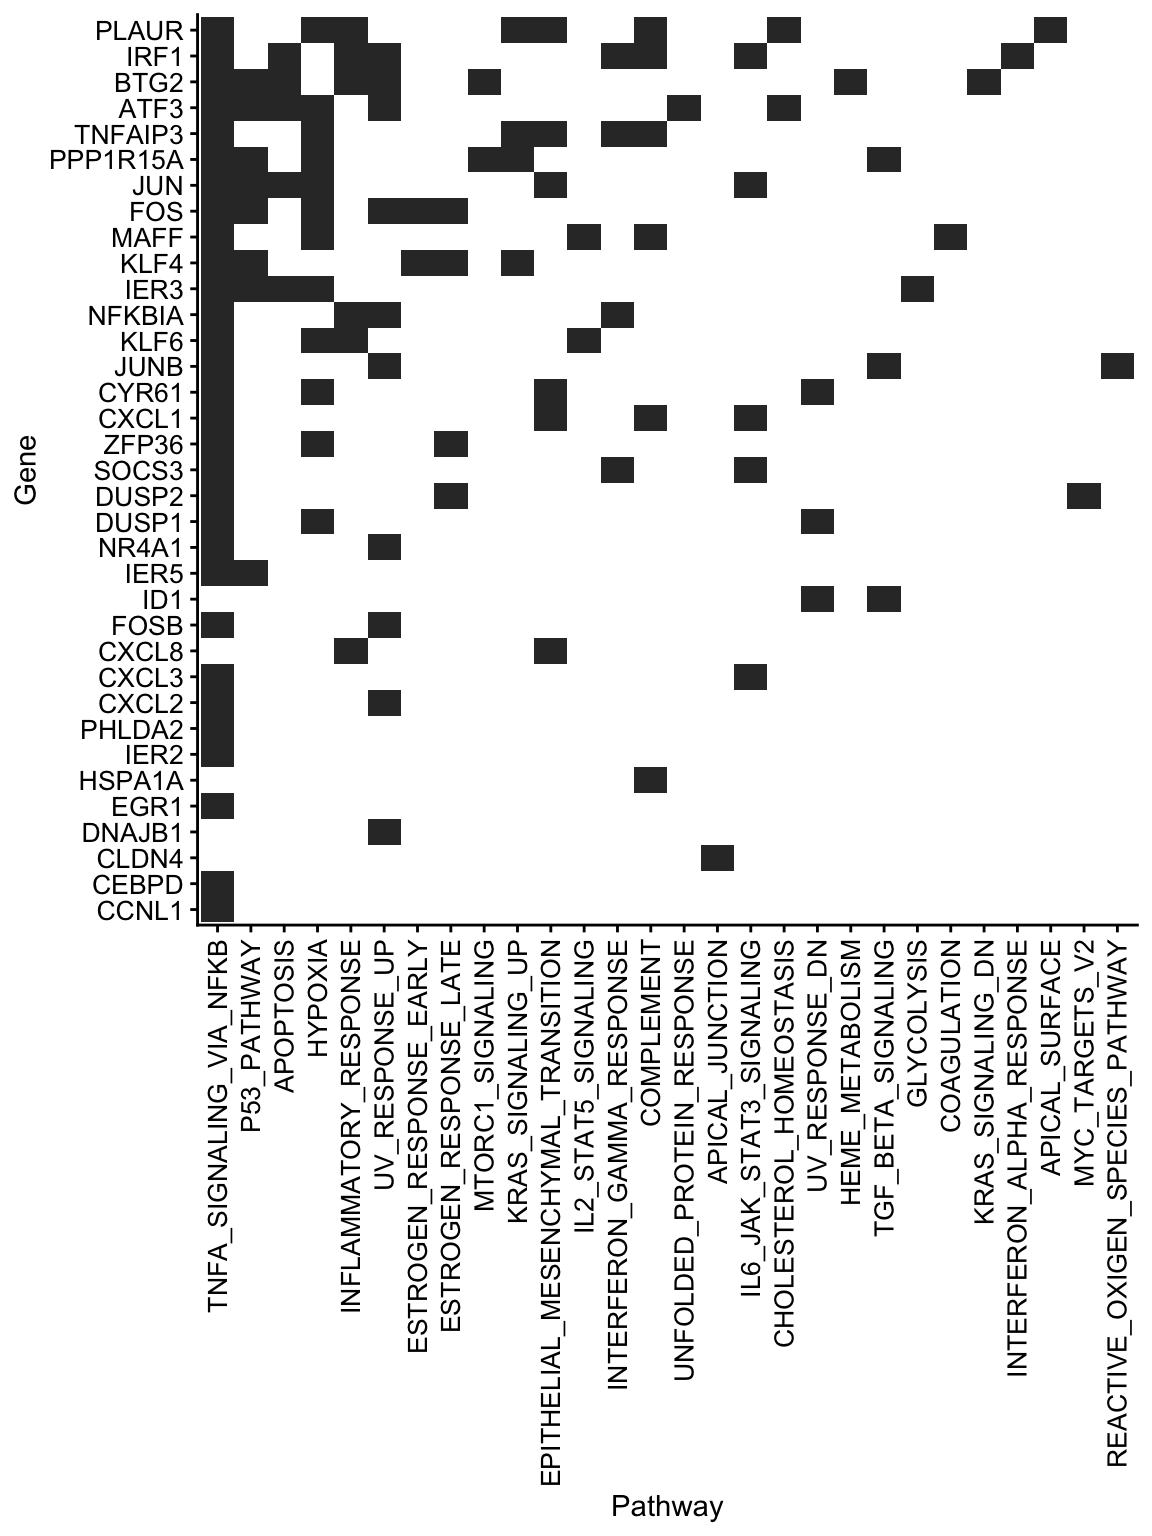 PLAUR
IRF1
BTG2
ATF3
TNFAIP3
PPP1R15A
JUN
FOS
MAFF
KLF4
IER3
NFKBIA
KLF6
JUNB
CYR61
CXCL1
ZFP36
SOCS3
DUSP2
DUSP1
NR4A1
IER5
ID1
FOSB
CXCL8
CXCL3
CXCL2
PHLDA2
IER2
HSPA1A
EGR1
DNAJB1
CLDN4
CEBPD
CCNL1
Gene
TNFA_SIGNALING_VIA_NFKB
P53_PATHWAY
APOPTOSIS
HYPOXIA
INFLAMMATORY_RESPONSE
UV_RESPONSE_UP
ESTROGEN_RESPONSE_EARLY
ESTROGEN_RESPONSE_LATE
MTORC1_SIGNALING
KRAS_SIGNALING_UP
EPITHELIAL_MESENCHYMAL_TRANSITION
IL2_STAT5_SIGNALING
INTERFERON_GAMMA_RESPONSE
COMPLEMENT
UNFOLDED_PROTEIN_RESPONSE
APICAL_JUNCTION
IL6_JAK_STAT3_SIGNALING
CHOLESTEROL_HOMEOSTASIS
UV_RESPONSE_DN
HEME_METABOLISM
TGF_BETA_SIGNALING
GLYCOLYSIS
COAGULATION
KRAS_SIGNALING_DN
INTERFERON_ALPHA_RESPONSE
APICAL_SURFACE
MYC_TARGETS_V2
REACTIVE_OXIGEN_SPECIES_PATHWAY
Pathway